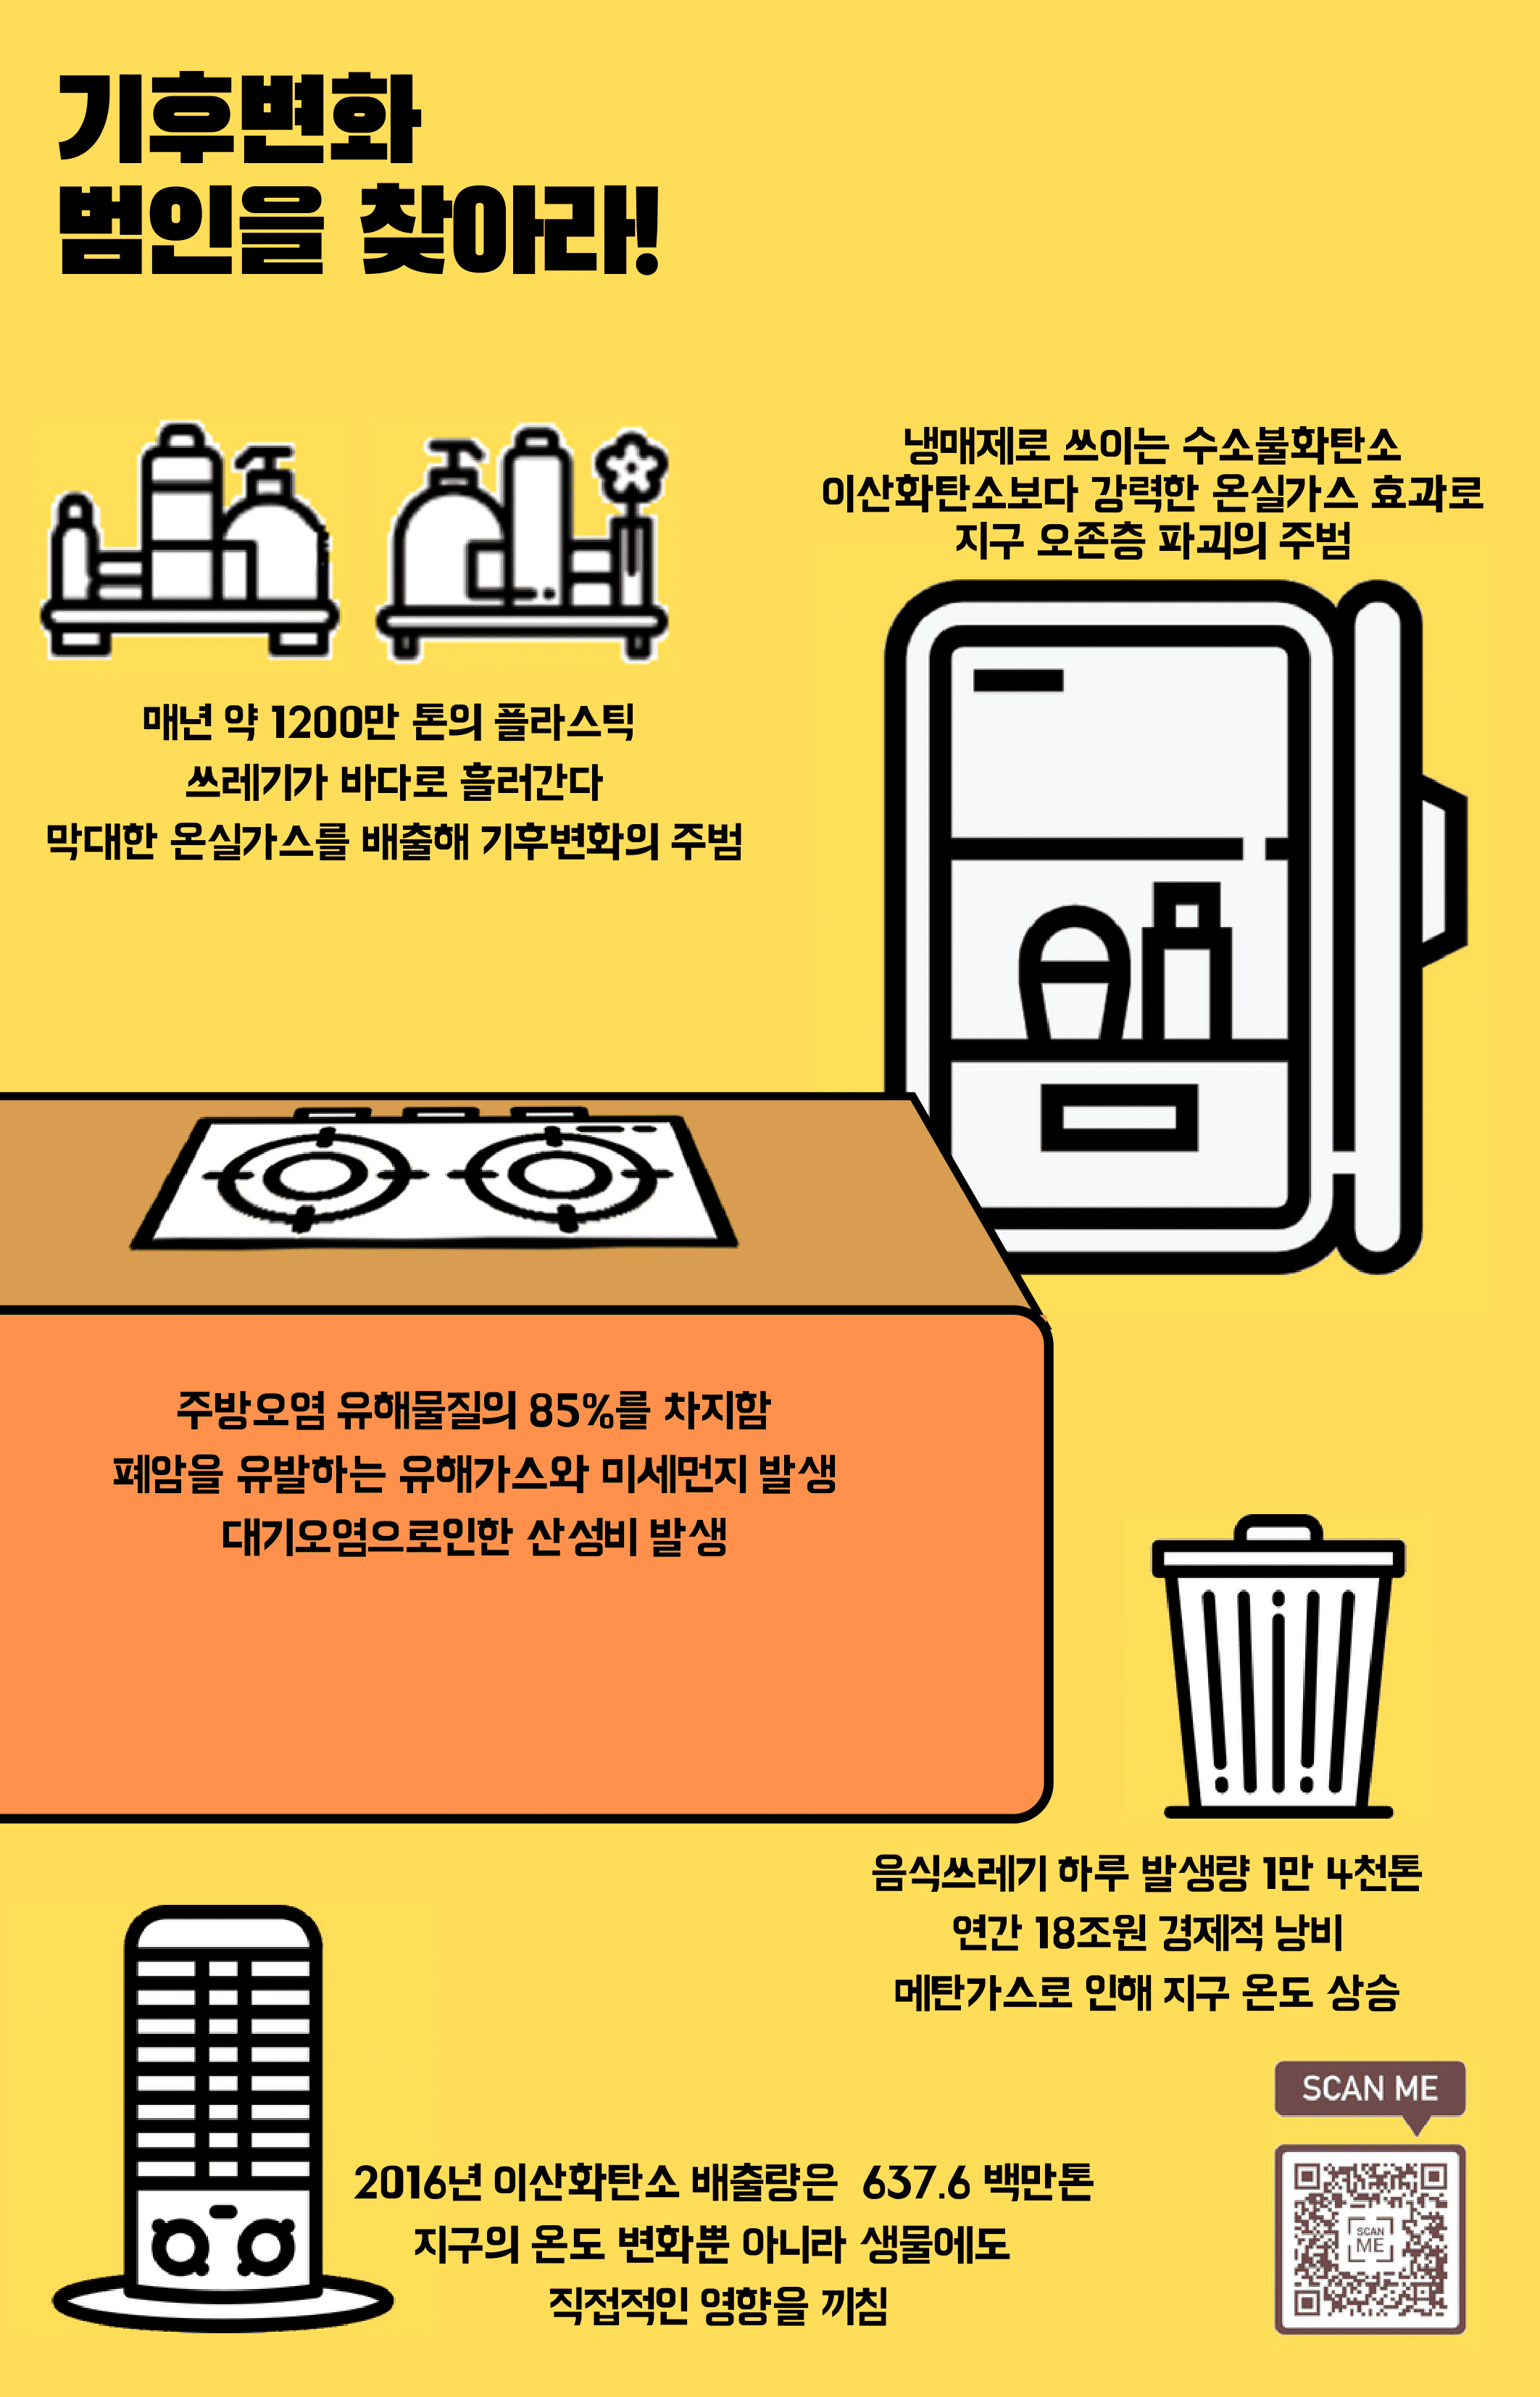 기후변화
범인을 찾아라!
냉매제로 쓰이는 수소불화탄소
이산화탄소보다 강력한 온실가스 효과로
지구 오존층 파괴의 주범
매년 약 1200만 톤의 플라스틱
쓰레기가 바다로 흘러간다
막대한 온실가스를 배출해 기후변화의 주범
주방오염 유해물질의 85%를 차지함
폐암을 유발하는 유해가스와 미세먼지 발생
대기오염으로인한 산성비 발생
음식쓰레기 하루 발생량 1만 4천톤
연간 18조원 경제적 낭비
메탄가스로 인해 지구 온도 상승
2016년 이산화탄소 배출량은 637.6 백만톤
지구의 온도 변화뿐 아니라 생물에도
직접적인 영향을 끼침
SCAN ME
SCAN
ME